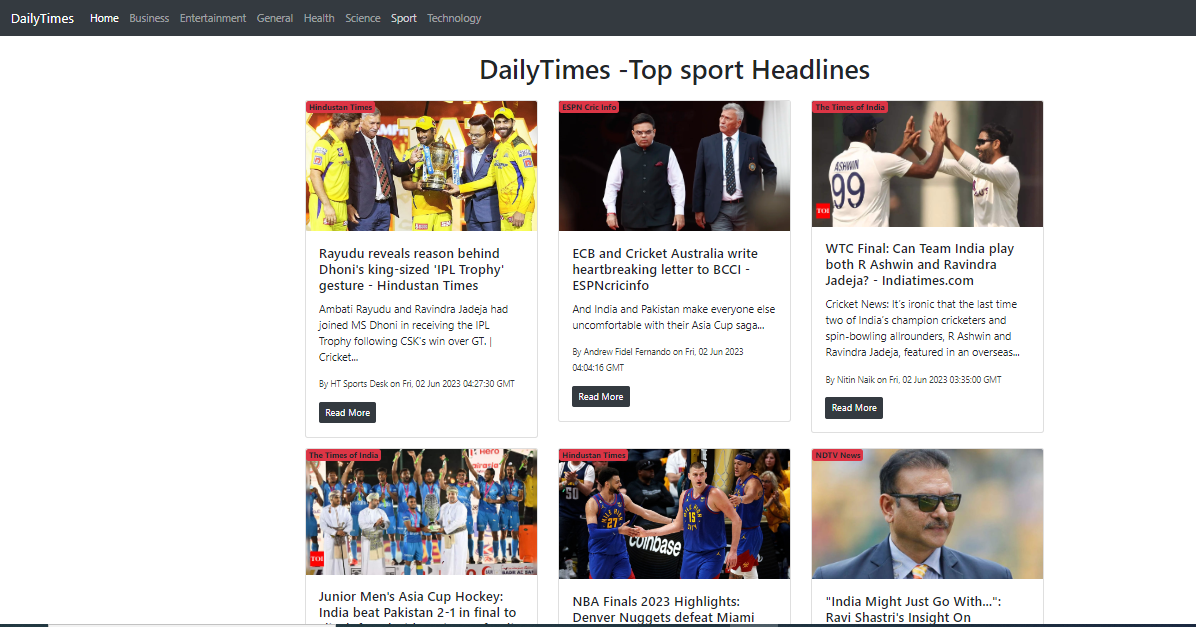 DailyTimes Home Business Entertainment General Health Science Sport Technology
DailyTimes -Top sport Headlines
Hindustan Times
Rayudu reveals reason behind
Dhoni's king-sized 'IPL Trophy'
gesture - Hindustan Times
Ambati Rayudu and Ravindra Jadeja had
joined MS Dhoni in receiving the IPL
Trophy following CSK's win over GT. |
Cricket...
By HT Sports Desk on Fri, 02 Jun 2023 04:27:30 GMT
Read More
ESPN Cric Info
ECB and Cricket Australia write
heartbreaking letter to BCCI -
ESPNcricinfo
And India and Pakistan make everyone else
uncomfortable with their Asia Cup saga...
By Andrew Fidel Fernando on Fri, 02 Jun 2023
04:04:16 GMT
Read More
The Times of India
ASHWIN
99
TOI
WTC Final: Can Team India play
both R Ashwin and Ravindra
Jadeja? - Indiatimes.com
Cricket News: It's ironic that the last time
two of India's champion cricketers and
spin-bowling allrounders, R Ashwin and
Ravindra Jadeja, featured in an overseas...
By Nitin Naik on Fri, 02 Jun 2023 03:35:00 GMT
Read More
The Times of India
Hero
TOI
Junior Men's Asia Cup Hockey:
India beat Pakistan 2-1 in final to
Hindustan Times
50
27
15
coinbase
NBA Finals 2023 Highlights:
Denver Nuggets defeat Miami
NDTV News
"India Might Just Go With...":
Ravi Shastri's Insight On